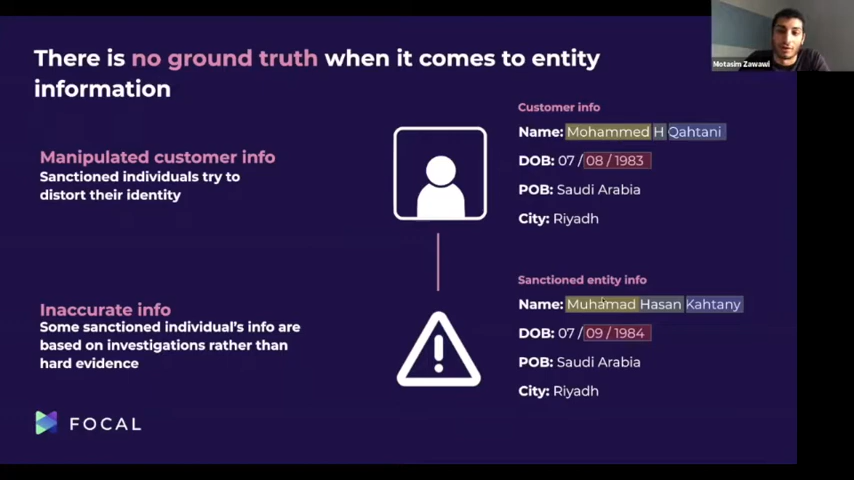 There is no ground truth when it comes to entity
information
Manipulated customer info
Sanctioned individuals try to
distort their identity
Inaccurate info
Some sanctioned individual's info are
based on investigations rather than
hard evidence
FOCAL
Customer info
Name: Mohammed H Qahtani
DOB: 07 / 08 / 1983
POB: Saudi Arabia
City: Riyadh
Sanctioned entity info
Name: Muhamad Hasan Kahtany
DOB: 07 / 09 / 1984
POB: Saudi Arabia
City: Riyadh
Motasim Zawawi